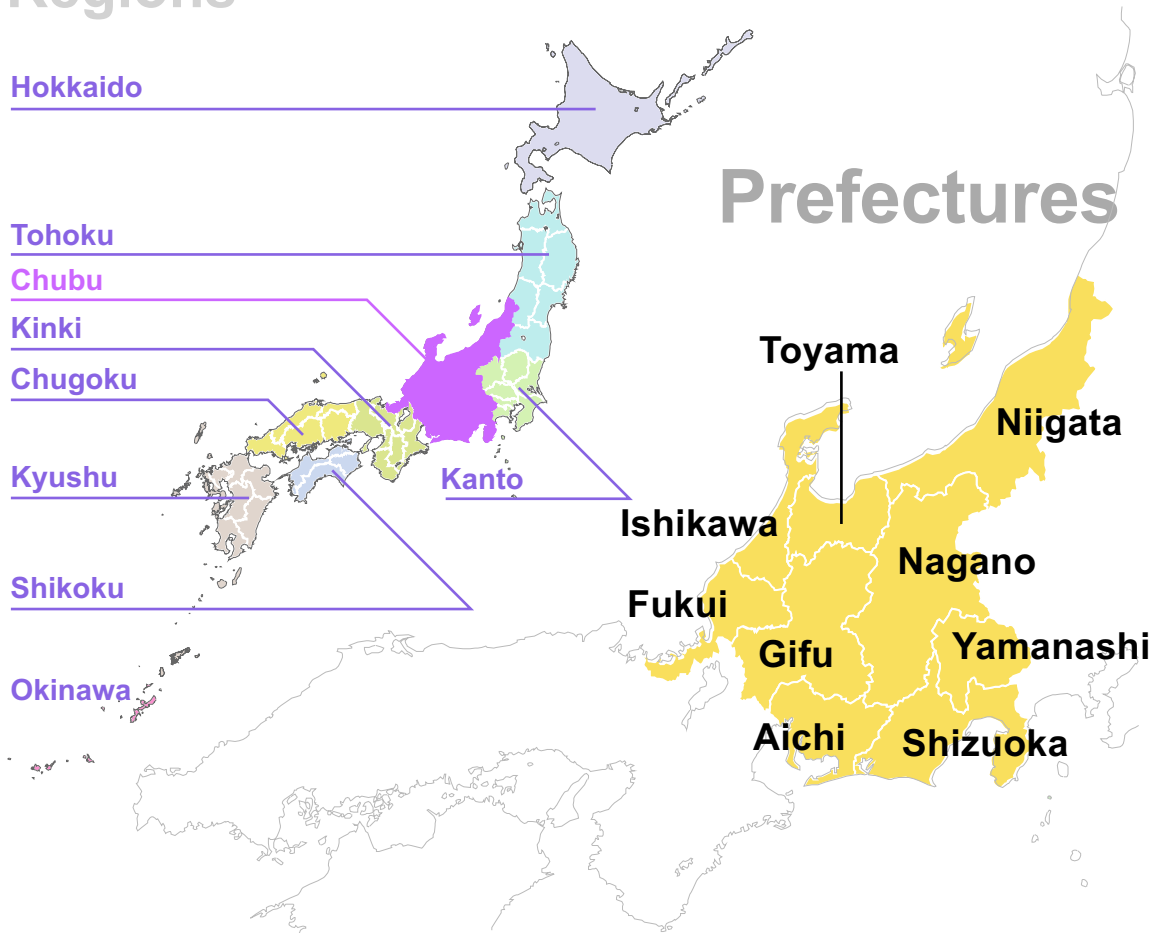 Regions
Hokkaido
Prefectures
Tohoku
Chubu
Kinki
Toyama
Chugoku
Niigata
Kyushu
Kanto
Ishikawa
Nagano
Shikoku
Fukui
Gifu
Yamanashi
Okinawa
Aichi
Shizuoka